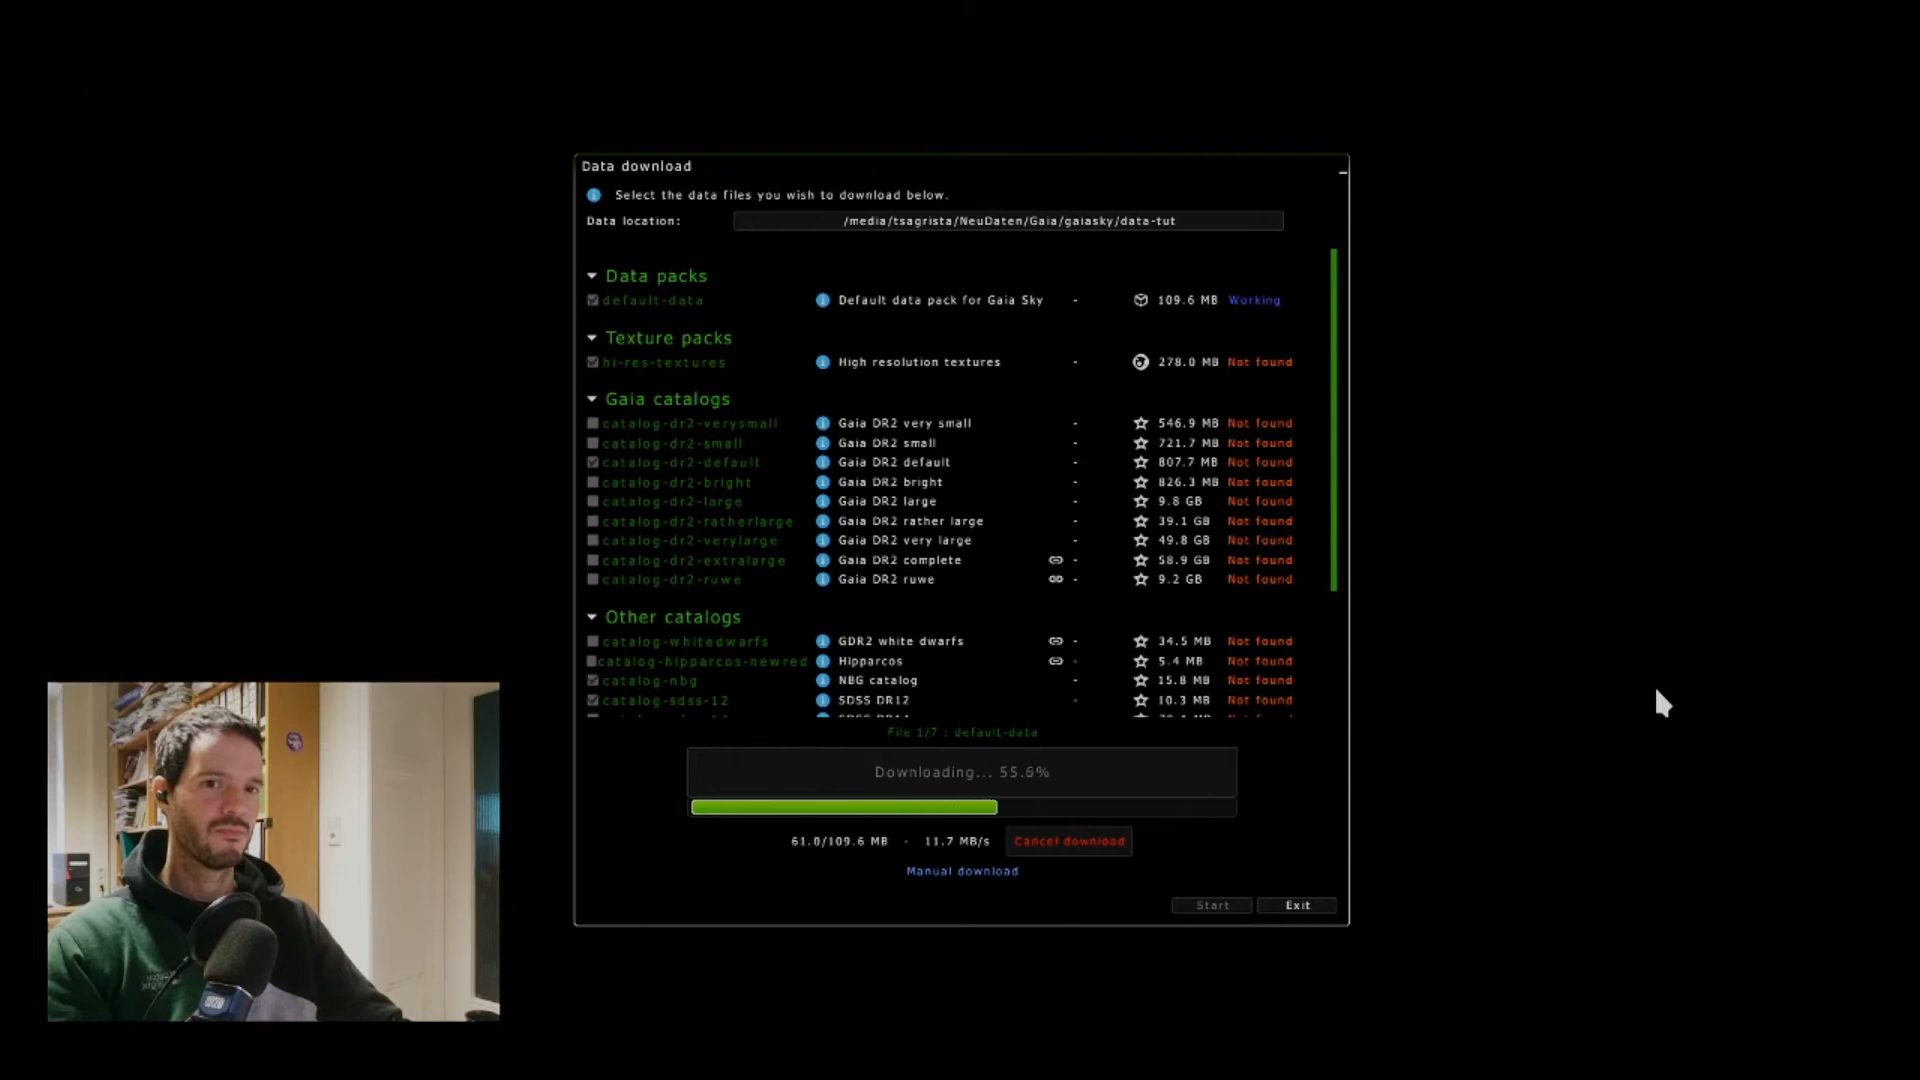 Data download
Select the data files you wish to download below.
Data location: /media/tsagrista/NeuDaten/Gaia/gaiasky/data-tut
Data packs
default-data Default data pack for Gaia Sky - 109.6 MB Working
Texture packs
hi-res-textures High resolution textures - 278.0 MB Not found
Gaia catalogs
catalog-dr2-verysmall Gaia DR2 very small - 546.9 MB Not found
catalog-dr2-small Gaia DR2 small - 721.7 MB Not found
catalog-dr2-default Gaia DR2 default - 807.7 MB Not found
catalog-dr2-bright Gaia DR2 bright - 826.3 MB Not found
catalog-dr2-large Gaia DR2 large - 9.8 GB Not found
catalog-dr2-ratherlarge Gaia DR2 rather large - 39.1 GB Not found
catalog-dr2-verylarge Gaia DR2 very large - 49.8 GB Not found
catalog-dr2-extralarge Gaia DR2 complete - 58.9 GB Not found
catalog-dr2-ruwe Gaia DR2 ruwe - 9.2 GB Not found
Other catalogs
catalog-whitedwarfs GDR2 white dwarfs - 34.5 MB Not found
catalog-hipparcos-newred Hipparcos - 5.4 MB Not found
catalog-nbg NBG catalog - 15.8 MB Not found
catalog-sdss-12 SDSS DR12 - 10.3 MB Not found
File 1/7 : default-data
Downloading... 55.6%
61.0/109.6 MB - 11.7 MB/s Cancel download
Manual download
Start Exit